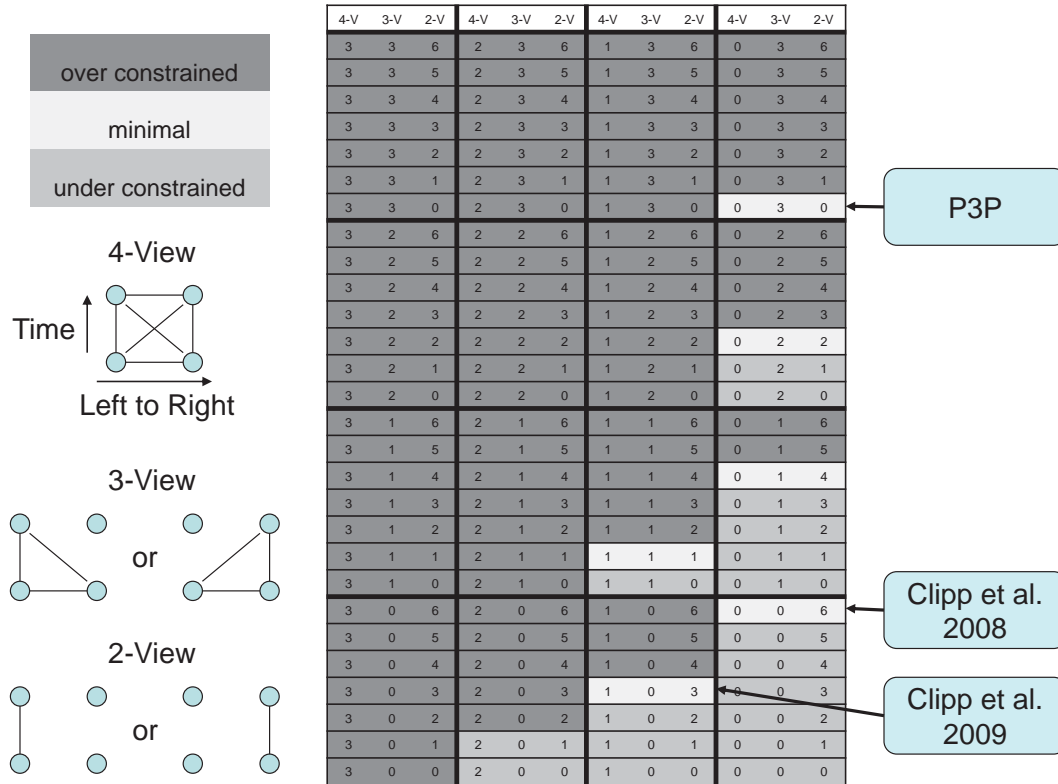 over constrained
minimal
under constrained
4-View
Time
Left to Right
3-View
or
2-View
or
4-V 3-V 2-V 4-V 3-V 2-V 4-V 3-V 2-V 4-V 3-V 2-V
3 3 6 2 3 6 1 3 6 0 3 6
3 3 5 2 3 5 1 3 5 0 3 5
3 3 4 2 3 4 1 3 4 0 3 4
3 3 3 2 3 3 1 3 3 0 3 3
3 3 2 2 3 2 1 3 2 0 3 2
3 3 1 2 3 1 1 3 1 0 3 1
3 3 0 2 3 0 1 3 0 0 3 0
3 2 6 2 2 6 1 2 6 0 2 6
3 2 5 2 2 5 1 2 5 0 2 5
3 2 4 2 2 4 1 2 4 0 2 4
3 2 3 2 2 3 1 2 3 0 2 3
3 2 2 2 2 2 1 2 2 0 2 2
3 2 1 2 2 1 1 2 1 0 2 1
3 2 0 2 2 0 1 2 0 0 2 0
3 1 6 2 1 6 1 1 6 0 1 6
3 1 5 2 1 5 1 1 5 0 1 5
3 1 4 2 1 4 1 1 4 0 1 4
3 1 3 2 1 3 1 1 3 0 1 3
3 1 2 2 1 2 1 1 2 0 1 2
3 1 1 2 1 1 1 1 1 0 1 1
3 1 0 2 1 0 1 1 0 0 1 0
3 0 6 2 0 6 1 0 6 0 0 6
3 0 5 2 0 5 1 0 5 0 0 5
3 0 4 2 0 4 1 0 4 0 0 4
3 0 3 2 0 3 1 0 3 0 0 3
3 0 2 2 0 2 1 0 2 0 0 2
3 0 1 2 0 1 1 0 1 0 0 1
3 0 0 2 0 0 1 0 0 0 0 0
P3P
Clipp et al.
2008
Clipp et al.
2009